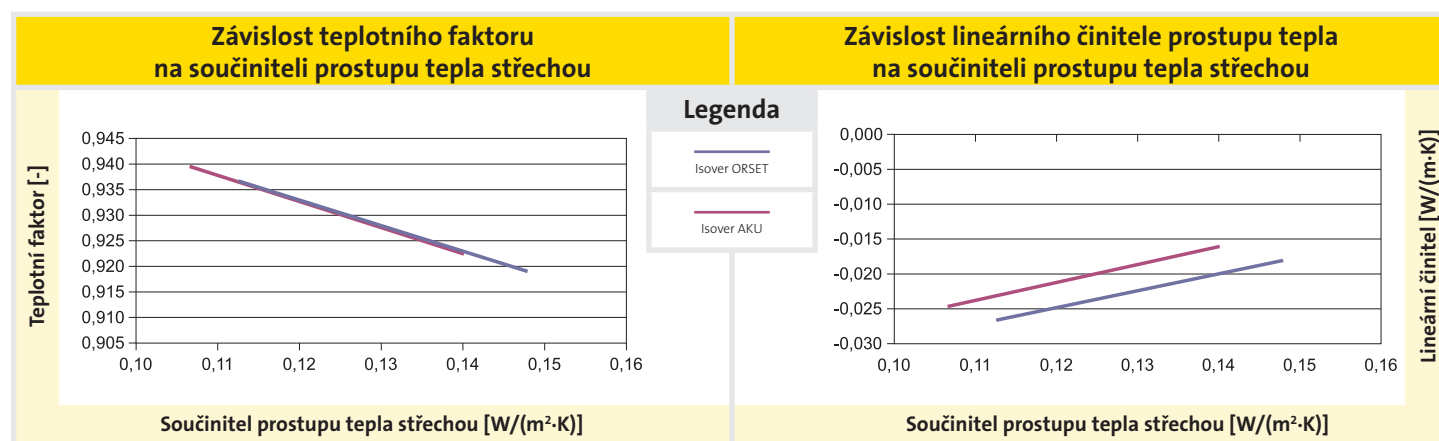 Závislost teplotního faktoru
na součiniteli prostupu tepla střechou
Teplotní faktor [-]
0,945
0,940
0,935
0,930
0,925
0,920
0,915
0,910
0,905
0,10 0,11 0,12 0,13 0,14 0,15 0,16
Součinitel prostupu tepla střechou [W/(m²·K)]
Legenda
Isover ORSET
Isover AKU
Závislost lineárního činitele prostupu tepla
na součiniteli prostupu tepla střechou
0,000
-0,005
-0,010
-0,015
-0,020
-0,025
-0,030
0,10 0,11 0,12 0,13 0,14 0,15 0,16
Lineární činitel [W/(m·K)]
Součinitel prostupu tepla střechou [W/(m²·K)]